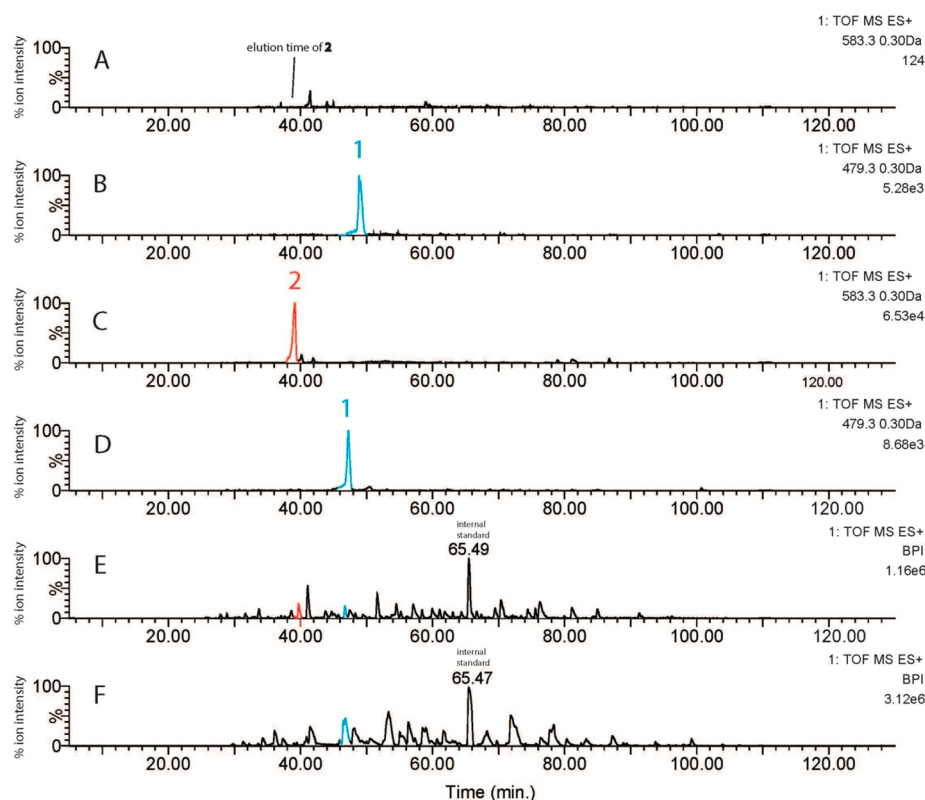 1: TOF MS ES+
583.3 0.30Da
124
A
elution time of 2
% ion intensity
%
100
0
20.00 40.00 60.00 80.00 100.00 120.00
1: TOF MS ES+
479.3 0.30Da
5.28e3
B
1
% ion intensity
%
100
0
20.00 40.00 60.00 80.00 100.00 120.00
1: TOF MS ES+
583.3 0.30Da
6.53e4
C
2
% ion intensity
%
100
0
20.00 40.00 60.00 80.00 100.00 120.00
1: TOF MS ES+
479.3 0.30Da
8.68e3
D
1
% ion intensity
%
100
0
20.00 40.00 60.00 80.00 100.00 120.00
1: TOF MS ES+
BPI
1.16e6
E
internal
standard
65.49
% ion intensity
%
100
0
20.00 40.00 60.00 80.00 100.00 120.00
1: TOF MS ES+
BPI
3.12e6
F
internal
standard
65.47
% ion intensity
%
100
0
20.00 40.00 60.00 80.00 100.00 120.00
Time (min.)